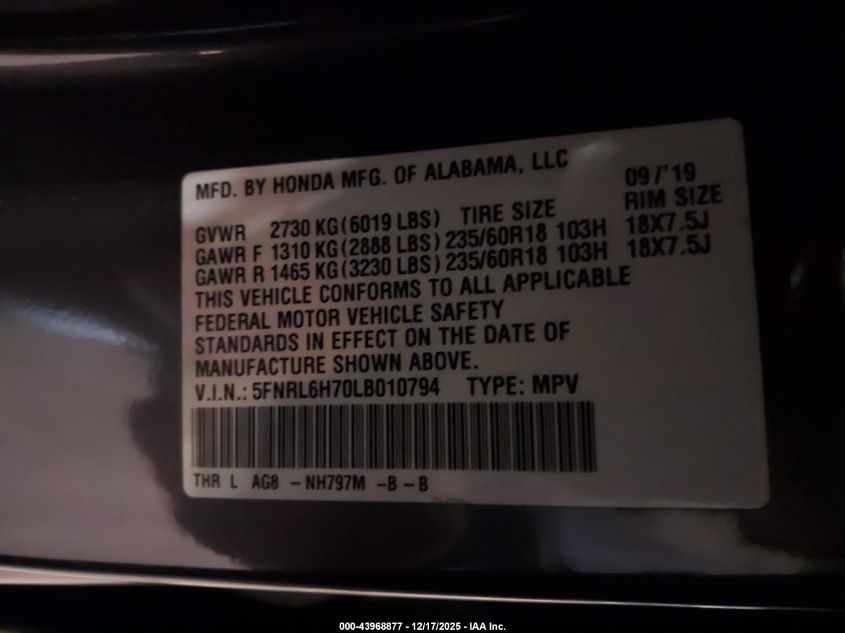 MFD. BY HONDA MFG. OF ALABAMA, LLC 09/'19
GVWR 2730 KG (6019 LBS) TIRE SIZE RIM SIZE
GAWR F 1310 KG (2888 LBS) 235/60R18 103H 18X7.5J
GAWR R 1465 KG (3230 LBS) 235/60R18 103H 18X7.5J
THIS VEHICLE CONFORMS TO ALL APPLICABLE
FEDERAL MOTOR VEHICLE SAFETY
STANDARDS IN EFFECT ON THE DATE OF
MANUFACTURE SHOWN ABOVE.
V.I.N.: 5FNRL6H70LB010794 TYPE: MPV
THR L AG8 - NH797M -B - B
000-43968877 - 12/17/2025 - IAA Inc.